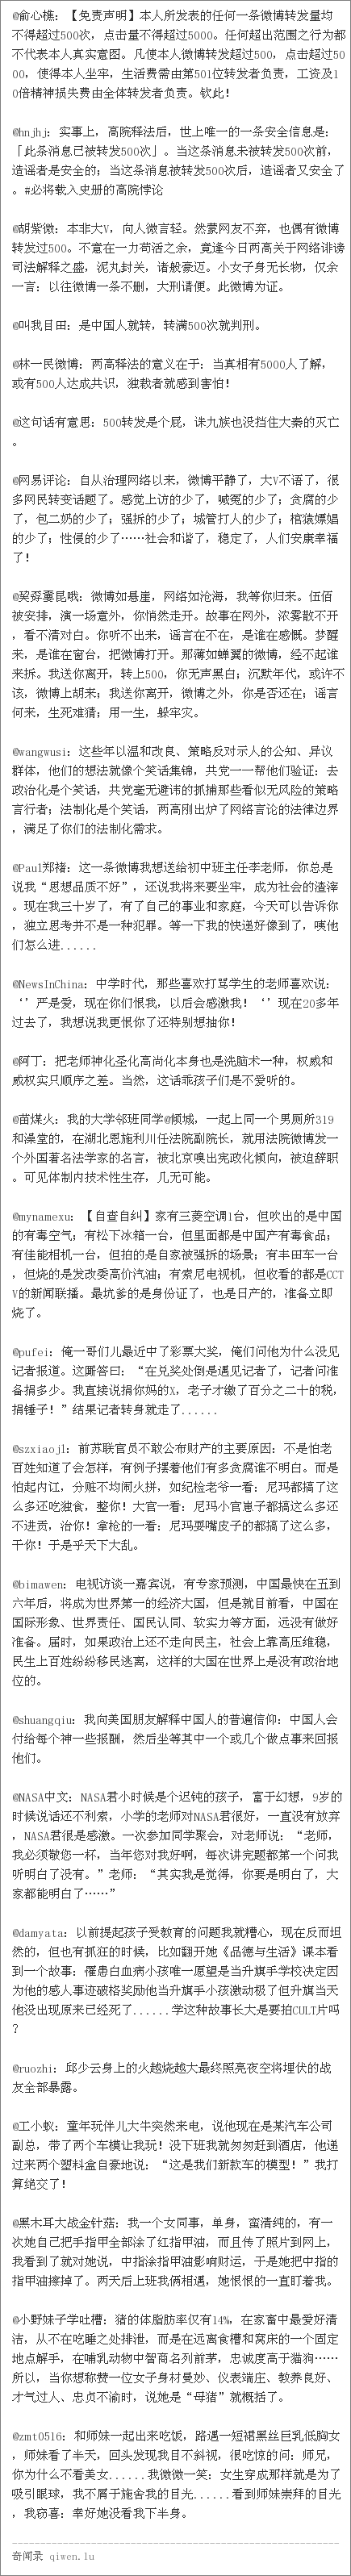 @俞心樵：【免责声明】本人所发表的任何一条微博转发量均
不得超过500次，点击量不得超过5000。任何超出范围之行为都
不代表本人真实意图。凡使本人微博转发超过500，点击超过50
00，使得本人坐牢，生活费需由第501位转发者负责，工资及10
倍精神损失费由全体转发者负责。钦此！
@hnjhj：实事上，高院释法后，世上唯一的一条安全信息是：
「此条消息已被转发500次」。当这条消息未被转发500次前，
造谣者是安全的；当这条消息被转发500次后，造谣者又安全了
。#必将载入史册的高院悖论
@胡紫微：本非大V，向人微言轻。然蒙网友不弃，也偶有微博
转发过500。不意在一力苟活之余，竟逢今日两高关于网络诽谤
司法解释之盛，泥丸封关，诸般豪迈。小女子身无长物，仅余
一言：以往微博一条不删，大刑请便。此微博为证。
@叫我目田：是中国人就转，转满500次就判刑。
@林一民微博：两高释法的意义在于：当真相有5000人了解，
或有500人达成共识，独裁者就感到害怕！
@这句话有意思：500转发是个屁，诛九族也没挡住大秦的灭亡
。
@网易评论：自从治理网络以来，微博平静了，大V不语了，很
多网民转变话题了。感觉上访的少了，喊冤的少了；贪腐的少
了，包二奶的少了；强拆的少了；城管打人的少了；棺猿嫖娼
的少了；性侵的少了……社会和谐了，稳定了，人们安康幸福
了！
昆哦：微博如悬崖，网络如沧海，我等你归来。伍佰
被安排，演一场意外，你悄然走开。故事在网外，浓雾散不开
，看不清对白。你听不出来，谣言在不在，是谁在感慨。梦醒
来，是谁在窗台，把微博打开。那薄如蝉翼的微博，经不起谁
来拆。我送你离开，转上500，你无声黑白；沉默年代，或许不
该，微博上胡来；我送你离开，微博之外，你是否还在；谣言
何来，生死难猜；用一生，躲牢灾。
@wangwusi：这些年以温和改良、策略反对示人的公知、异议
群体，他们的想法就像个笑话集锦，共党一一帮他们验证：去
政治化是个笑话，共党毫无避讳的抓捕那些看似无风险的策略
言行者；法制化是个笑话，两高刚出炉了网络言论的法律边界
，满足了你们的法制化需求。
@Paul郑褚：这一条微博我想送给初中班主任李老师，你总是
说我“思想品质不好”，还说我将来要坐牢，成为社会的渣滓
。现在我三十岁了，有了自己的事业和家庭，今天可以告诉你
，独立思考并不是一种犯罪。等一下我的快递好像到了，咦他
们怎么进......
@NewsInChina：中学时代，那些喜欢打骂学生的老师喜欢说：
‘’严是爱，现在你们恨我，以后会感激我！‘’现在20多年
过去了，我想说我更恨你了还特别想抽你！
@阿丁：把老师神化圣化高尚化本身也是洗脑术一种，权威和
威权实只顺序之差。当然，这话乖孩子们是不爱听的。
@苗煤火：我的大学邻班同学@倾城，一起上同一个男厕所319
和澡堂的，在湖北恩施利川任法院副院长，就用法院微博发一
个外国著名法学家的名言，被北京嗅出宪政化倾向，被迫辞职
。可见体制内技术性生存，几无可能。
@mynamexu：【自查自纠】家有三菱空调1台，但吹出的是中国
的有毒空气；有松下冰箱一台，但里面都是中国产有毒食品；
有佳能相机一台，但拍的是自家被强拆的场景；有丰田车一台
，但烧的是发改委高价汽油；有索尼电视机，但收看的都是CCT
V的新闻联播。最坑爹的是身份证了，也是日产的，准备立即
烧了。
@pufei：俺一哥们儿最近中了彩票大奖，俺们问他为什么没见
记者报道。这厮答曰：“在兑奖处倒是遇见记者了，记者问准
备捐多少。我直接说捐你妈的X，老子才缴了百分之二十的税，
捐锤子！”结果记者转身就走了......
@szxiaojl：前苏联官员不敢公布财产的主要原因：不是怕老
百姓知道了会怎样，有例子摆着他们有多贪腐谁不明白。而是
怕起内讧，分赃不均闹火拼，如纪检老爷一看：尼玛都搞了这
么多还吃独食，整你！大官一看：尼玛小官崽子都搞这么多还
不进贡，治你！拿枪的一看：尼玛耍嘴皮子的都搞了这么多，
干你！于是乎天下大乱。
@bimawen：电视访谈一嘉宾说，有专家预测，中国最快在五到
六年后，将成为世界第一的经济大国，但是就目前看，中国在
国际形象、世界责任、国民认同、软实力等方面，远没有做好
准备。届时，如果政治上还不走向民主，社会上靠高压维稳，
民生上百姓纷纷移民逃离，这样的大国在世界上是没有政治地
位的。
@shuangqiu：我向美国朋友解释中国人的普遍信仰：中国人会
付给每个神一些报酬，然后坐等其中一个或几个做点事来回报
他们。
@NASA中文：NASA君小时候是个迟钝的孩子，富于幻想，9岁的
时候说话还不利索，小学的老师对NASA君很好，一直没有放弃
，NASA君很是感激。一次参加同学聚会，对老师说：“老师，
我必须敬您一杯，当年您对我好啊，每次讲完题都第一个问我
听明白了没有。”老师：“其实我是觉得，你要是明白了，大
家都能明白了……”
@damyata：以前提起孩子受教育的问题我就糟心，现在反而坦
然的，但也有抓狂的时候，比如翻开她《品德与生活》课本看
到一个故事：罹患白血病小孩唯一愿望是当升旗手学校决定因
为他的感人事迹破格奖励他当升旗手小孩激动极了但升旗当天
他没出现原来已经死了......学这种故事长大是要拍CULT片吗
？
@ruozhi：邱少云身上的火越烧越大最终照亮夜空将埋伏的战
友全部暴露。
@工小蚁：童年玩伴儿大牛突然来电，说他现在是某汽车公司
副总，带了两个车模让我玩！没下班我就匆匆赶到酒店，他递
过来两个塑料盒自豪地说：“这是我们新款车的模型！”我打
算绝交了！
@黑木耳大战金针菇：我一个女同事，单身，蛮清纯的，有一
次她自己把手指甲全部涂了红指甲油，而且传了照片到网上，
我看到了就对她说，中指涂指甲油影响财运，于是她把中指的
指甲油擦掉了。两天后上班我俩相遇，她恨恨的一直盯着我。
@小野妹子学吐槽：猪的体脂肪率仅有14%，在家畜中最爱好清
洁，从不在吃睡之处排泄，而是在远离食槽和窝床的一个固定
地点解手，在哺乳动物中智商名列前茅，忠诚度高于猫狗……
所以，当你想称赞一位女子身材曼妙、仪表端庄、教养良好、
才气过人、忠贞不渝时，说她是“母猪”就概括了。
@zmt0516：和师妹一起出来吃饭，路遇一短裙黑丝巨乳低胸女
，师妹看了半天，回头发现我目不斜视，很吃惊的问：师兄，
你为什么不看美女......我微微一笑：女生穿成那样就是为了
吸引眼球，我不屑于施舍我的目光......看到师妹崇拜的目光
，我窃喜：幸好她没看我下半身。
奇闻录 qiwen.lu